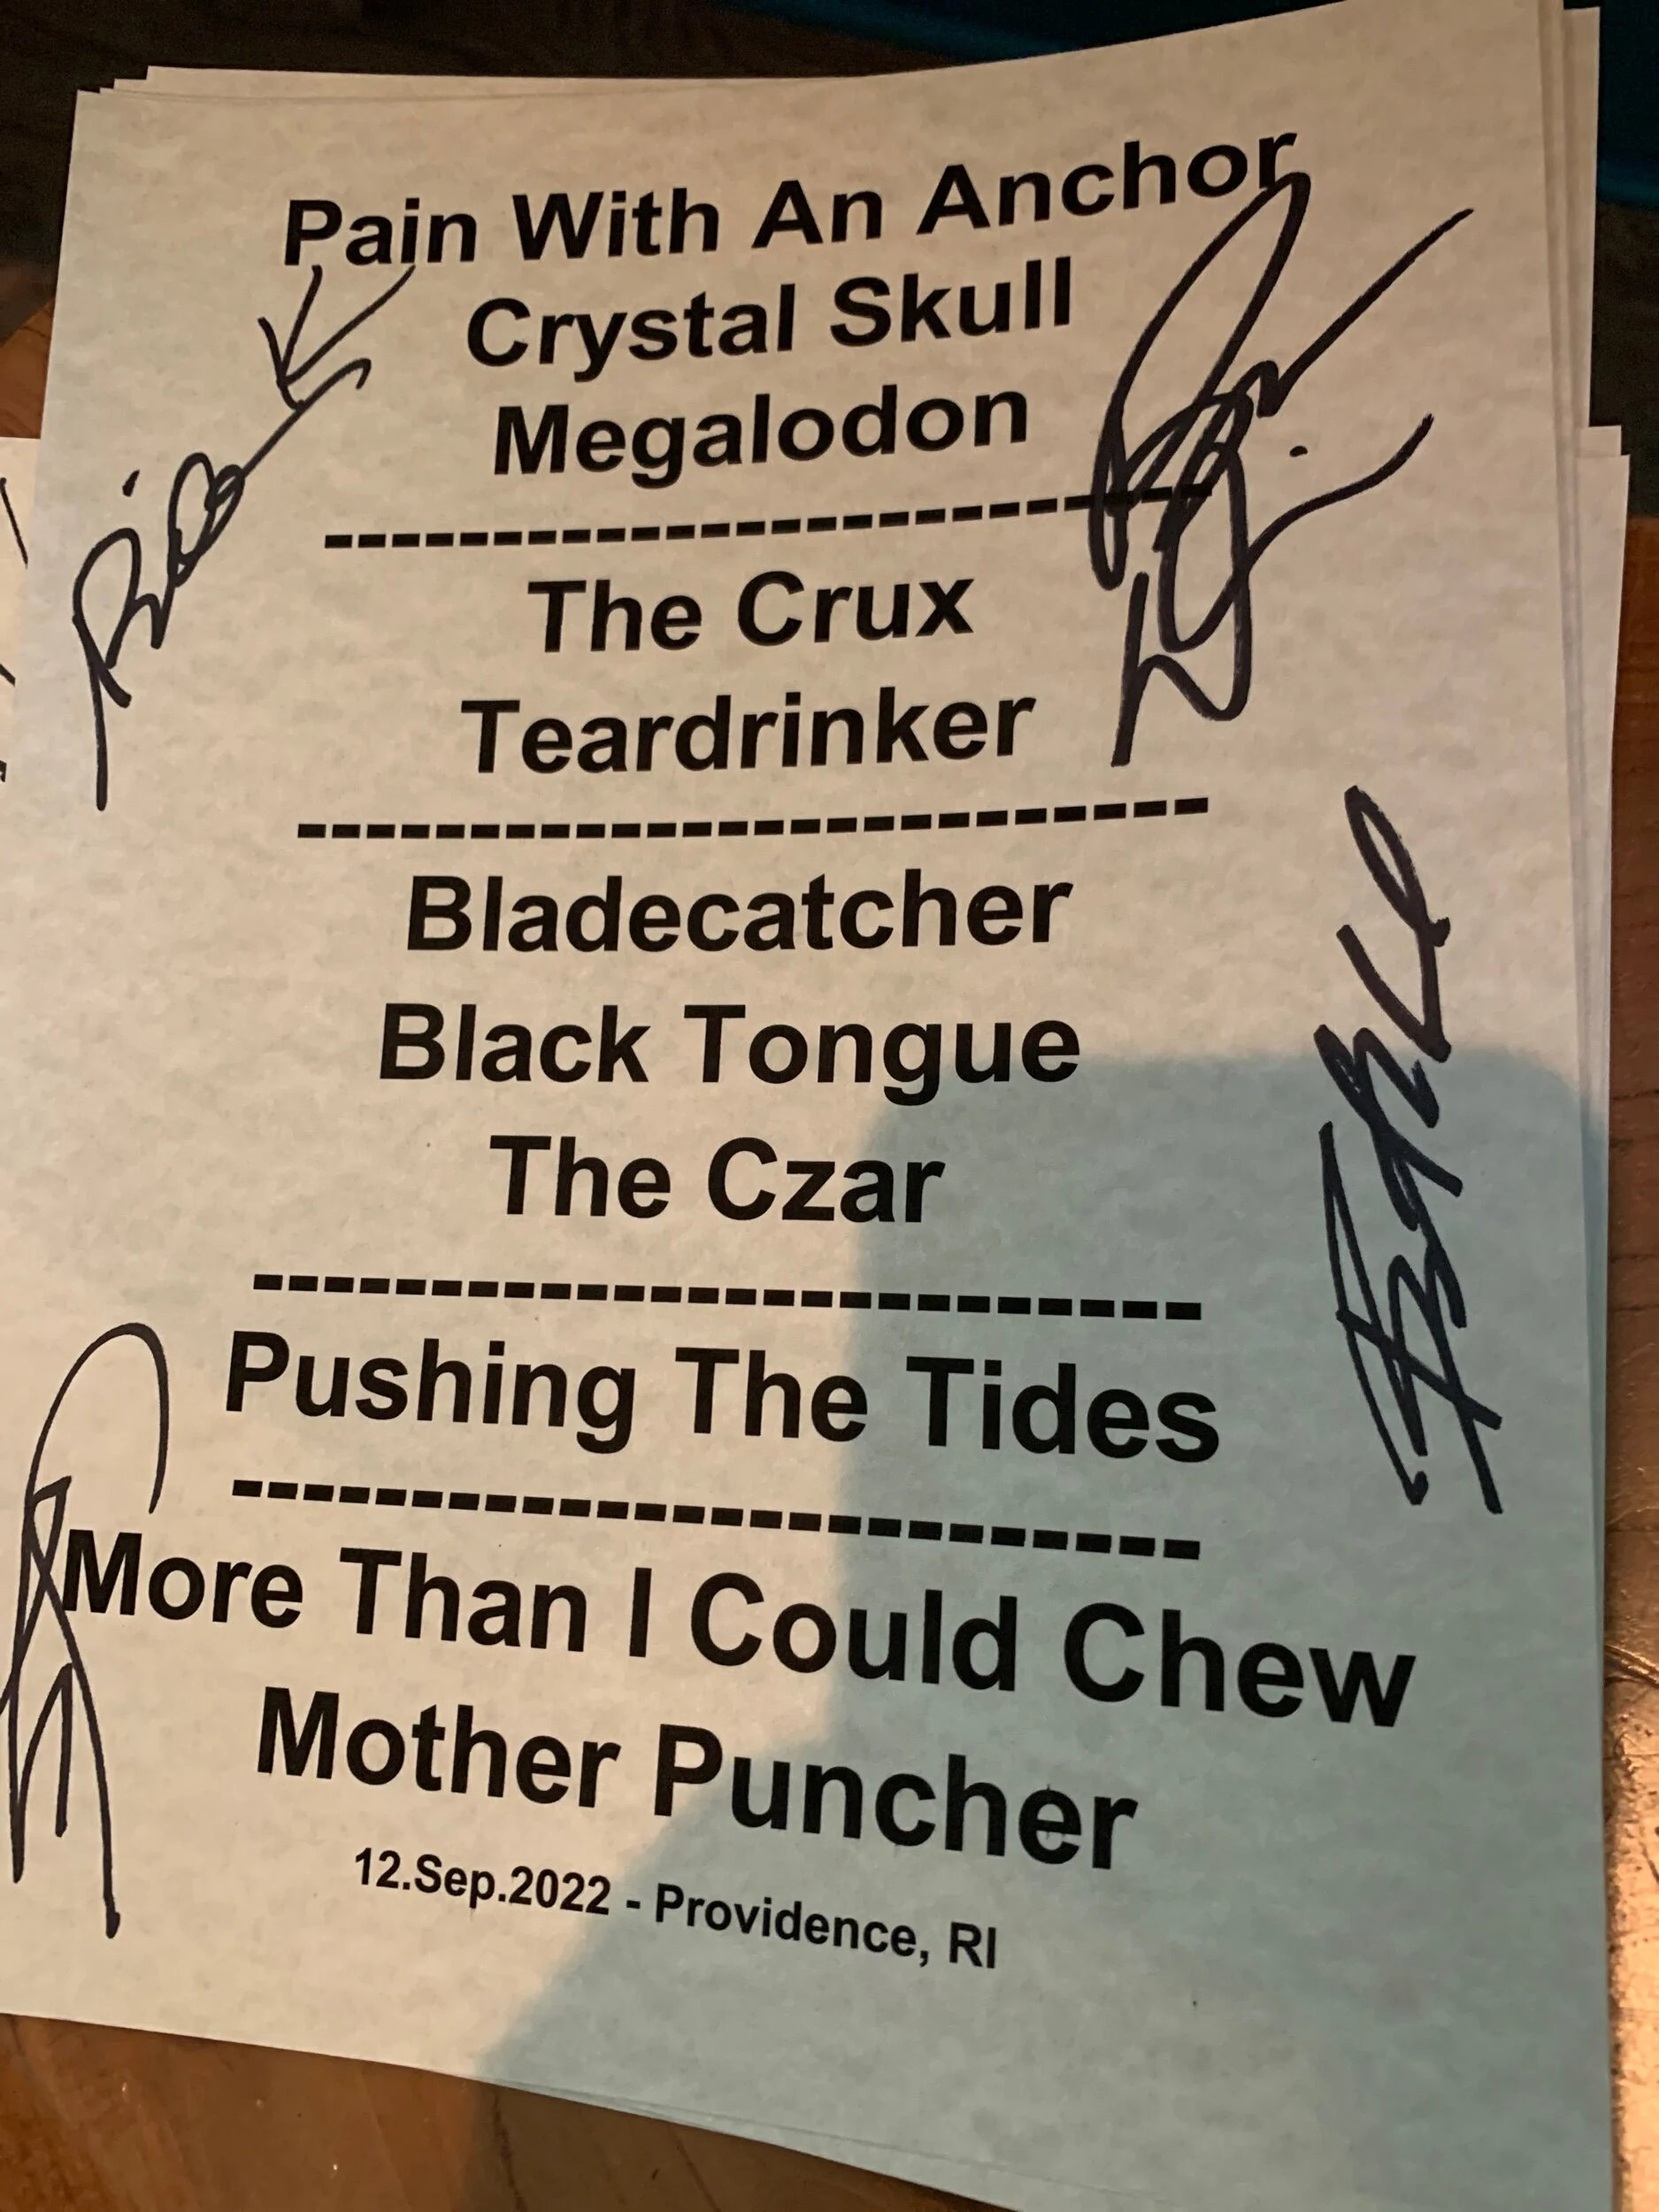 Pain With An Anchor
Crystal Skull
Megalodon
---------------------------
The Crux
Teardrinker
---------------------------
Bladecatcher
Black Tongue
The Czar
---------------------------
Pushing The Tides
---------------------------
More Than I Could Chew
Mother Puncher
12.Sep.2022 - Providence, RI